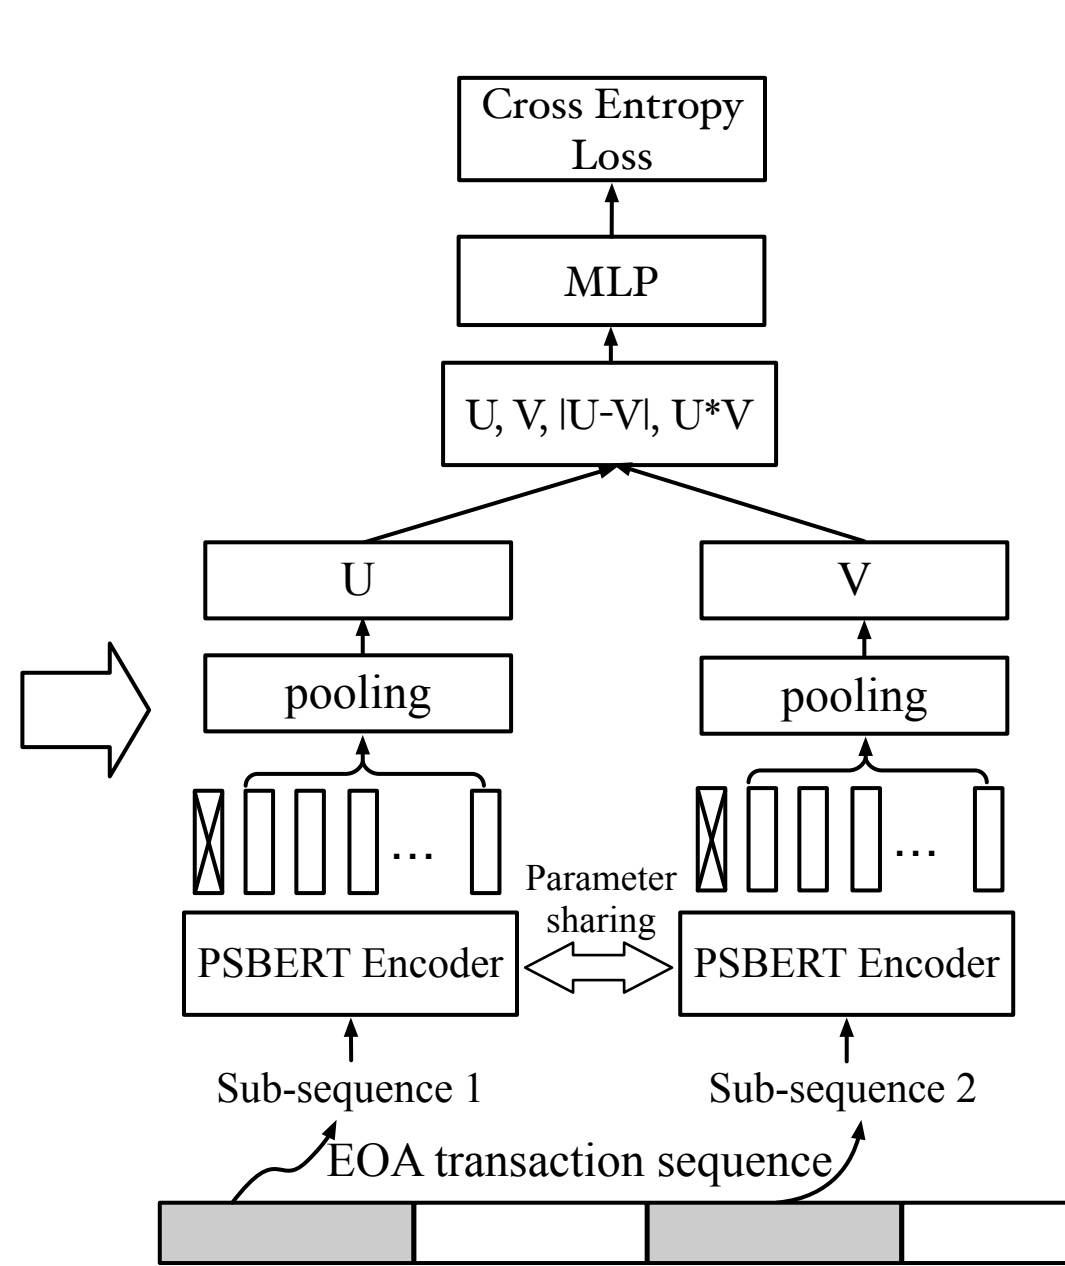 Cross Entropy
Loss
MLP
U, V, |U-V|, U*V
U
V
pooling
pooling
...
...
Parameter
sharing
PSBERT Encoder
PSBERT Encoder
Sub-sequence 1
Sub-sequence 2
EOA transaction sequence